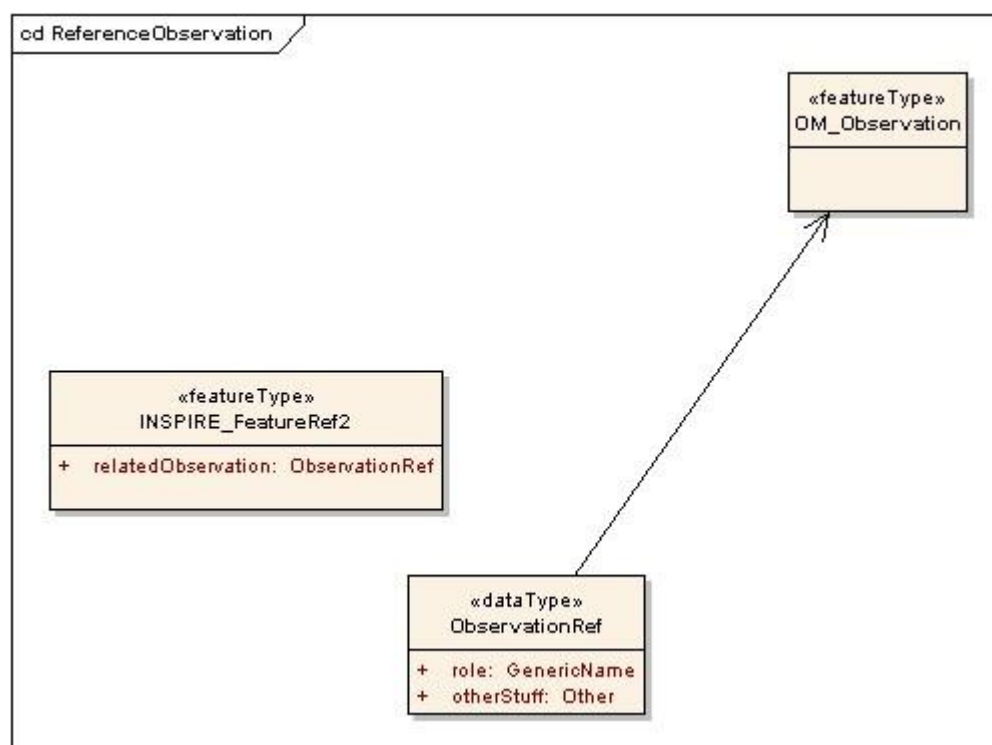 cd ReferenceObservation
«featureType»
OM_Observation
«featureType»
INSPIRE_FeatureRef2
+ relatedObservation: ObservationRef
«dataType»
ObservationRef
+ role: GenericName
+ otherStuff: Other